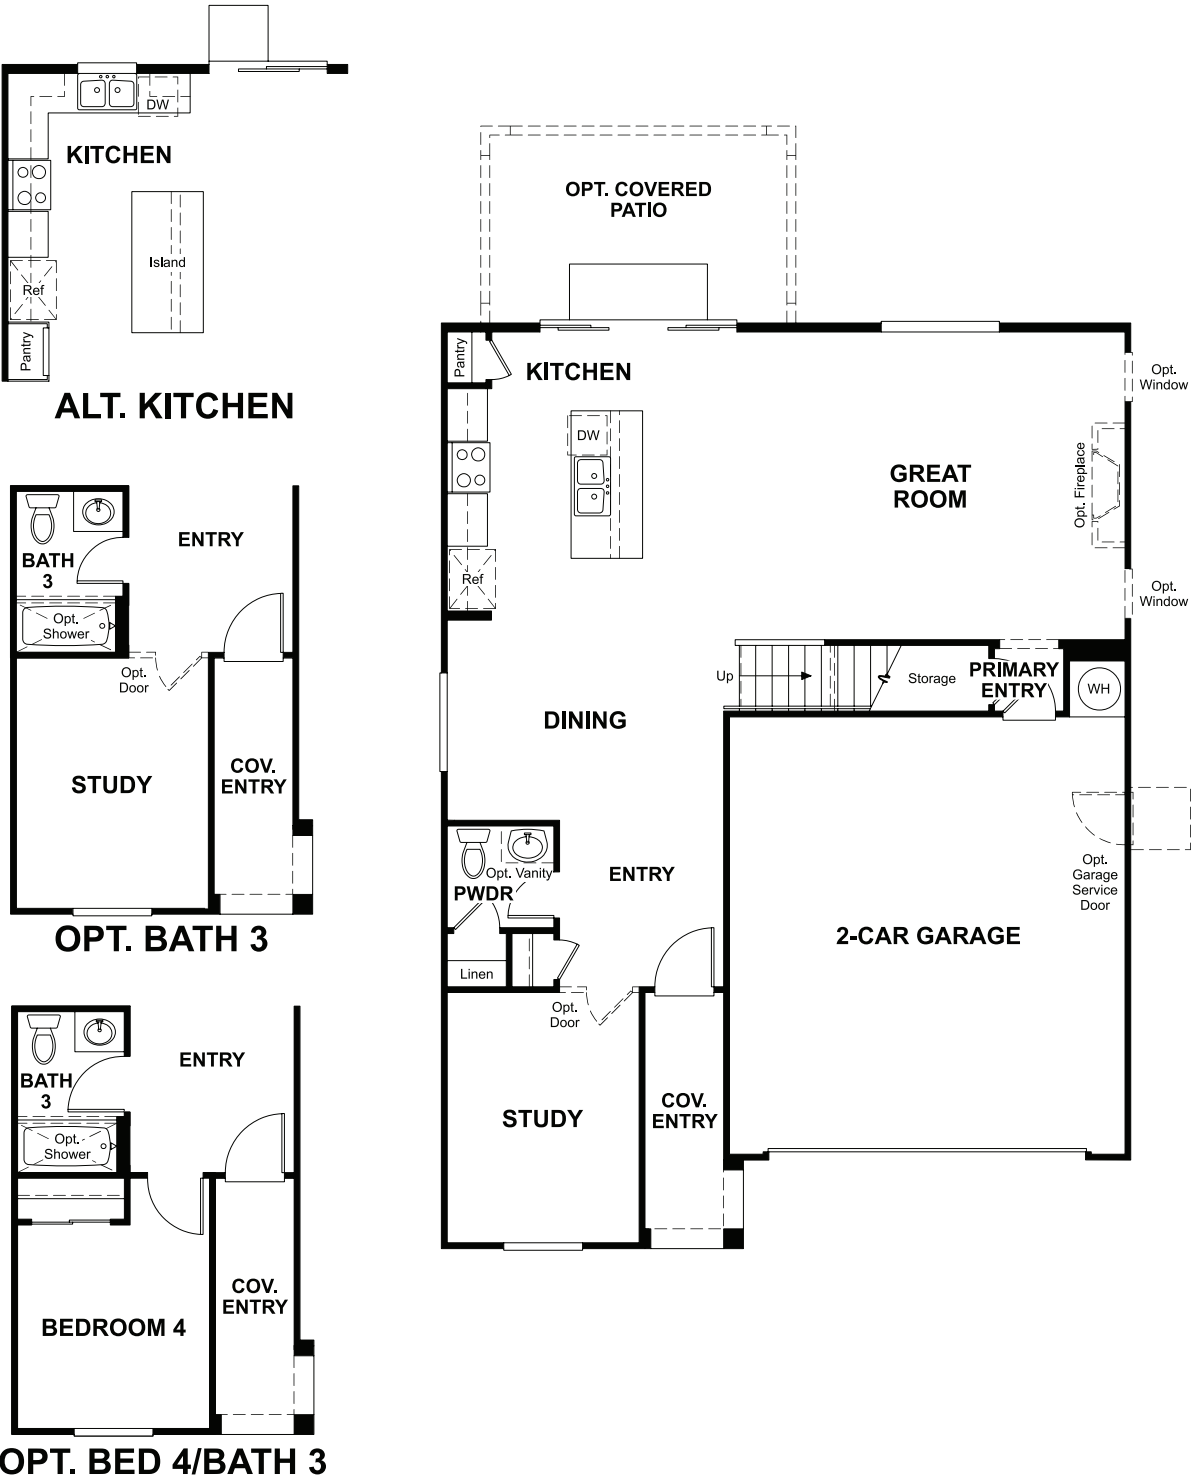 DW
KITCHEN
Island
Ref
Pantry
ALT. KITCHEN
ENTRY
BATH
3
Opt.
Shower
Opt.
Door
STUDY
COV.
ENTRY
OPT. BATH 3
ENTRY
BATH
3
Opt.
Shower
COV.
ENTRY
BEDROOM 4
OPT. BED 4/BATH 3
OPT. COVERED
PATIO
Pantry
KITCHEN
Opt.
Window
DW
GREAT
ROOM
Opt. Fireplace
Ref
Opt.
Window
Up
Storage
PRIMARY
ENTRY
WH
DINING
Opt. Vanity
PWDR
ENTRY
Opt.
Garage
Service
Door
2-CAR GARAGE
Linen
Opt.
Door
STUDY
COV.
ENTRY